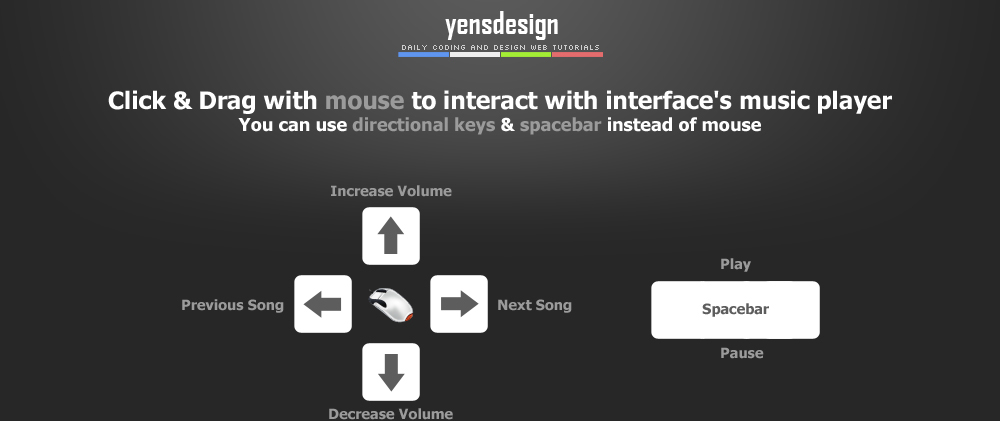 yensdesign
DAILY CODING AND DESIGN WEB TUTORIALS
Click & Drag with mouse to interact with interface's music player
You can use directional keys & spacebar instead of mouse
Increase Volume
Previous Song
Next Song
Decrease Volume
Play
Spacebar
Pause